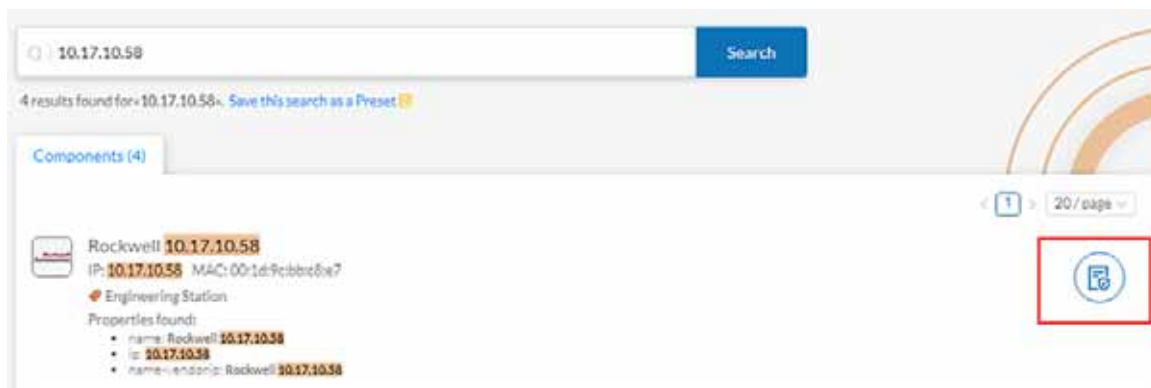 10.17.10.58
Search
4 results found for «10.17.10.58». Save this search as a Preset
Components (4)
< 1 > 20 / page
Rockwell 10.17.10.58
IP: 10.17.10.58 MAC: 00:1d:9c:bb:c8:e7
Engineering Station
Properties found:
name: Rockwell 10.17.10.58
ip: 10.17.10.58
Rockwell 10.17.10.58